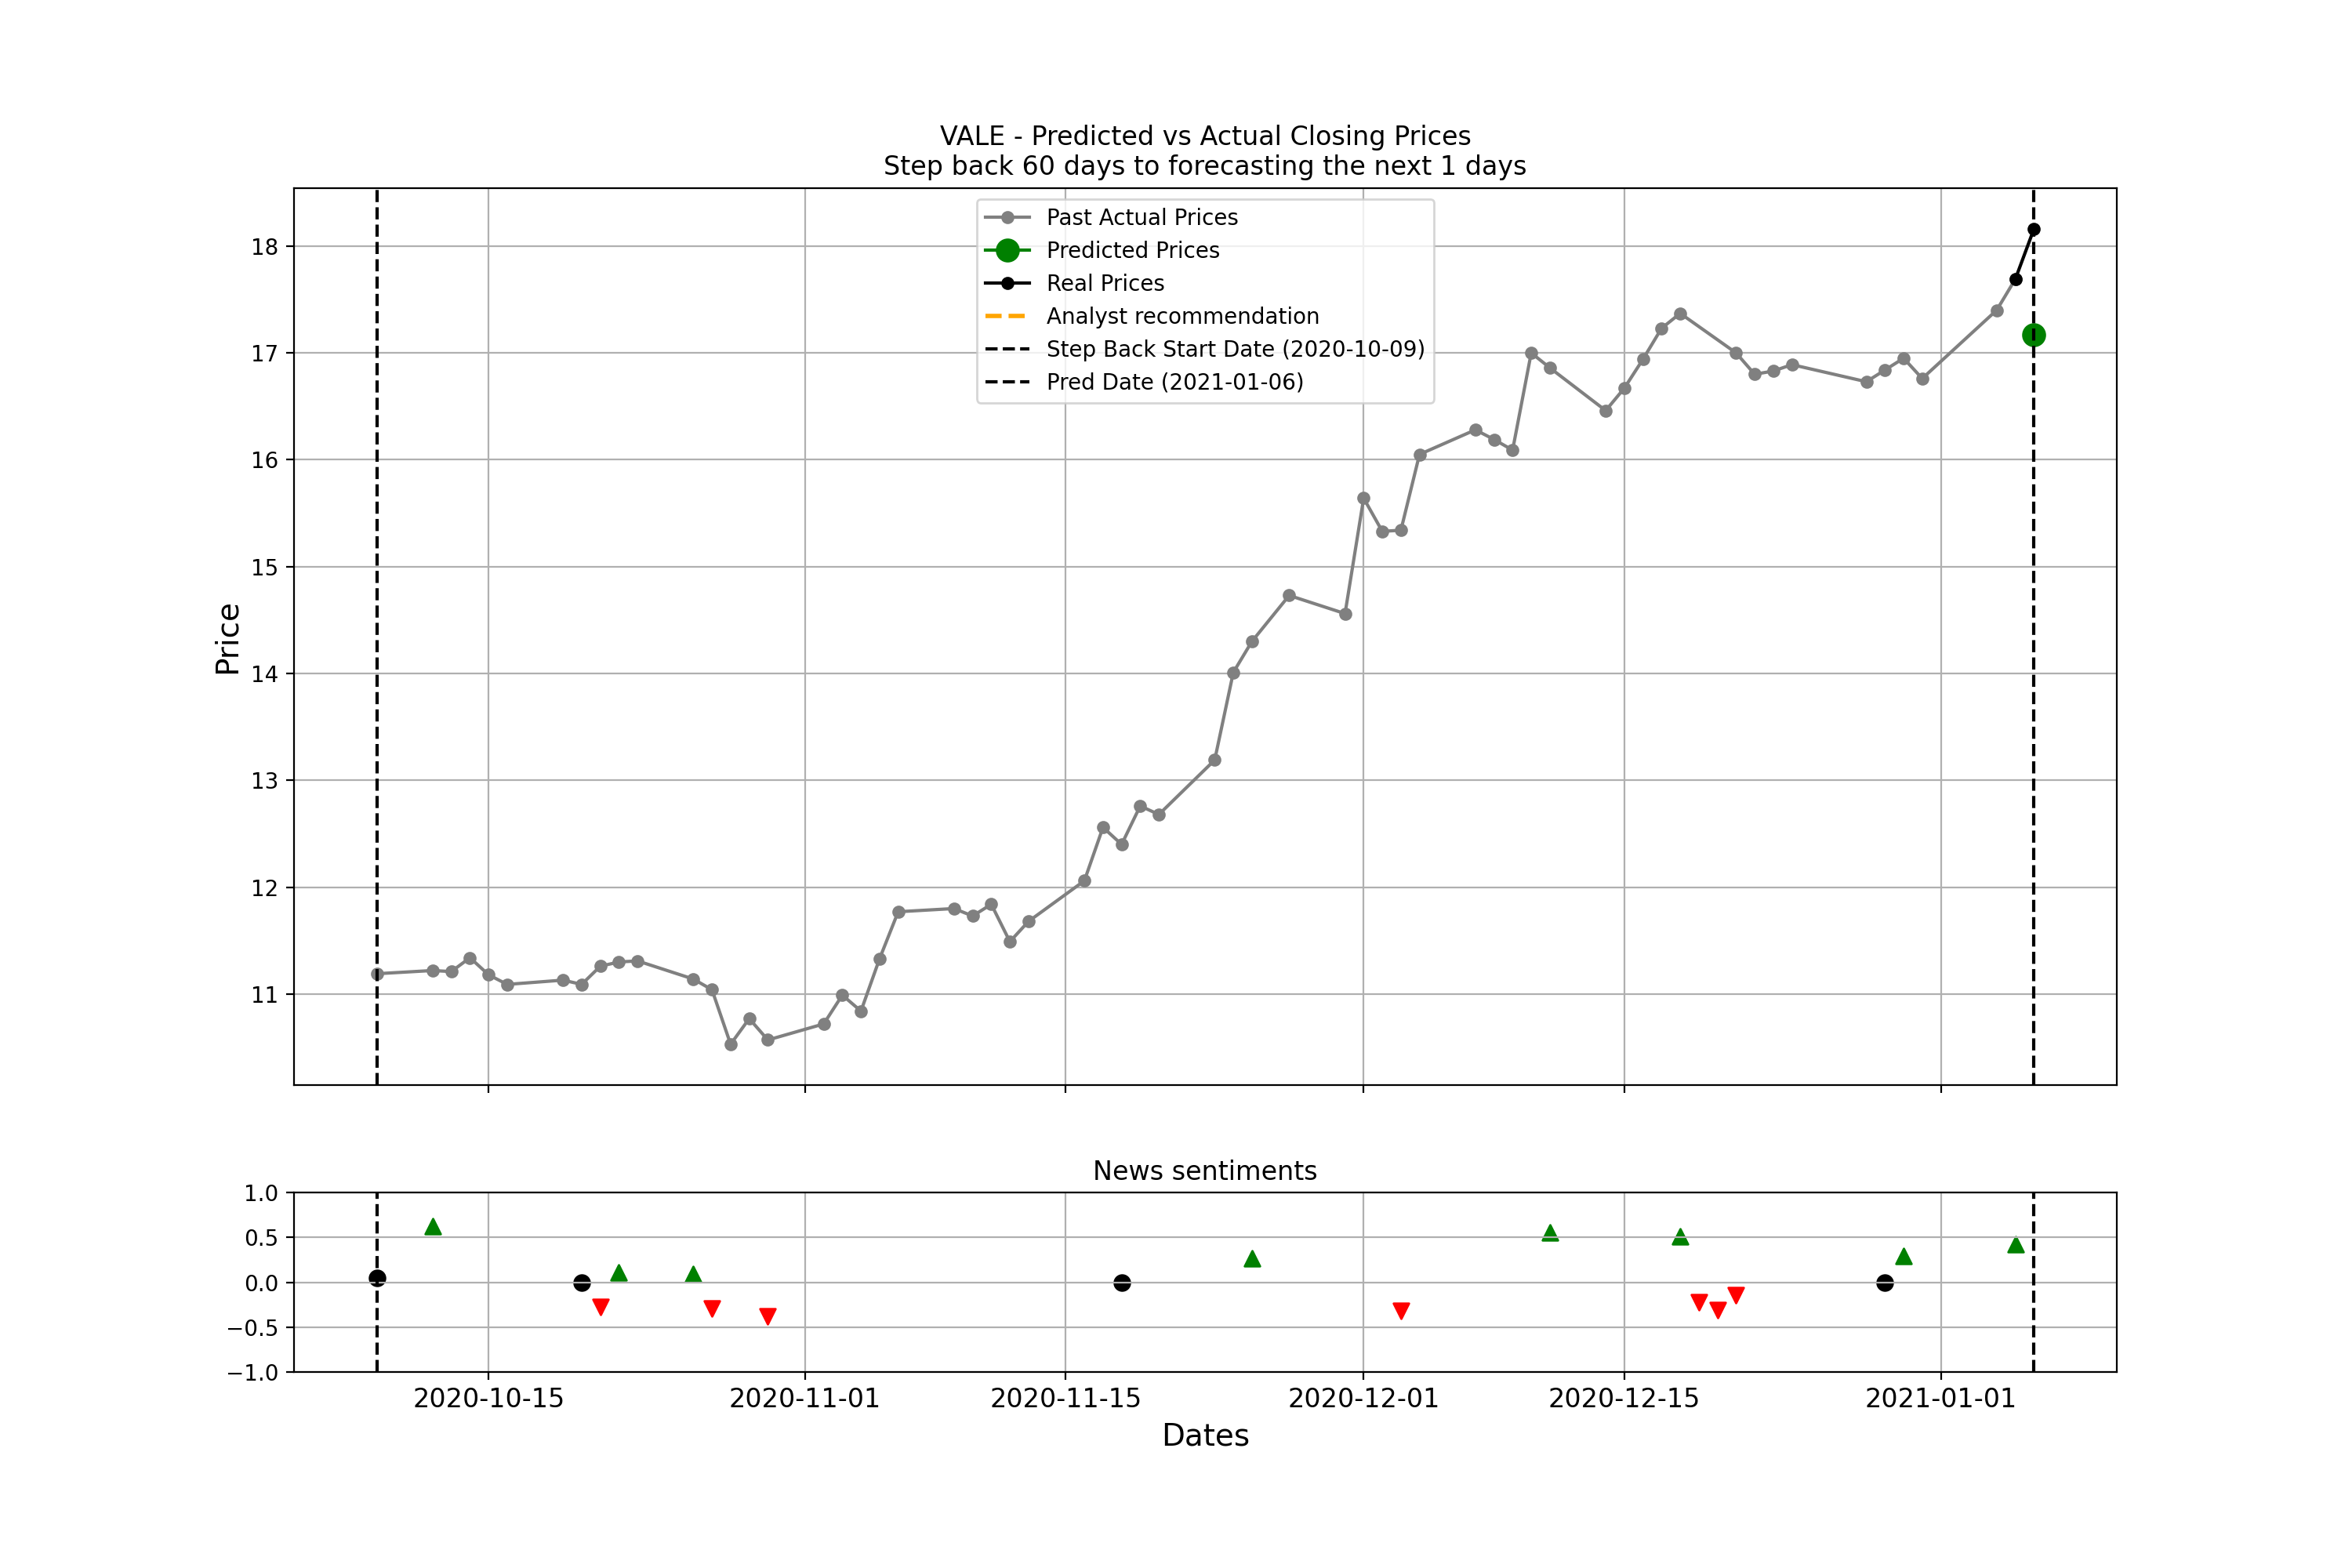 VALE - Predicted vs Actual Closing Prices
Step back 60 days to forecasting the next 1 days
Past Actual Prices
Predicted Prices
Real Prices
Analyst recommendation
Step Back Start Date (2020-10-09)
Pred Date (2021-01-06)
18
17
16
15
14
13
12
11
Price
News sentiments
1.0
0.5
0.0
−0.5
−1.0
2020-10-15 2020-11-01 2020-11-15 2020-12-01 2020-12-15 2021-01-01
Dates